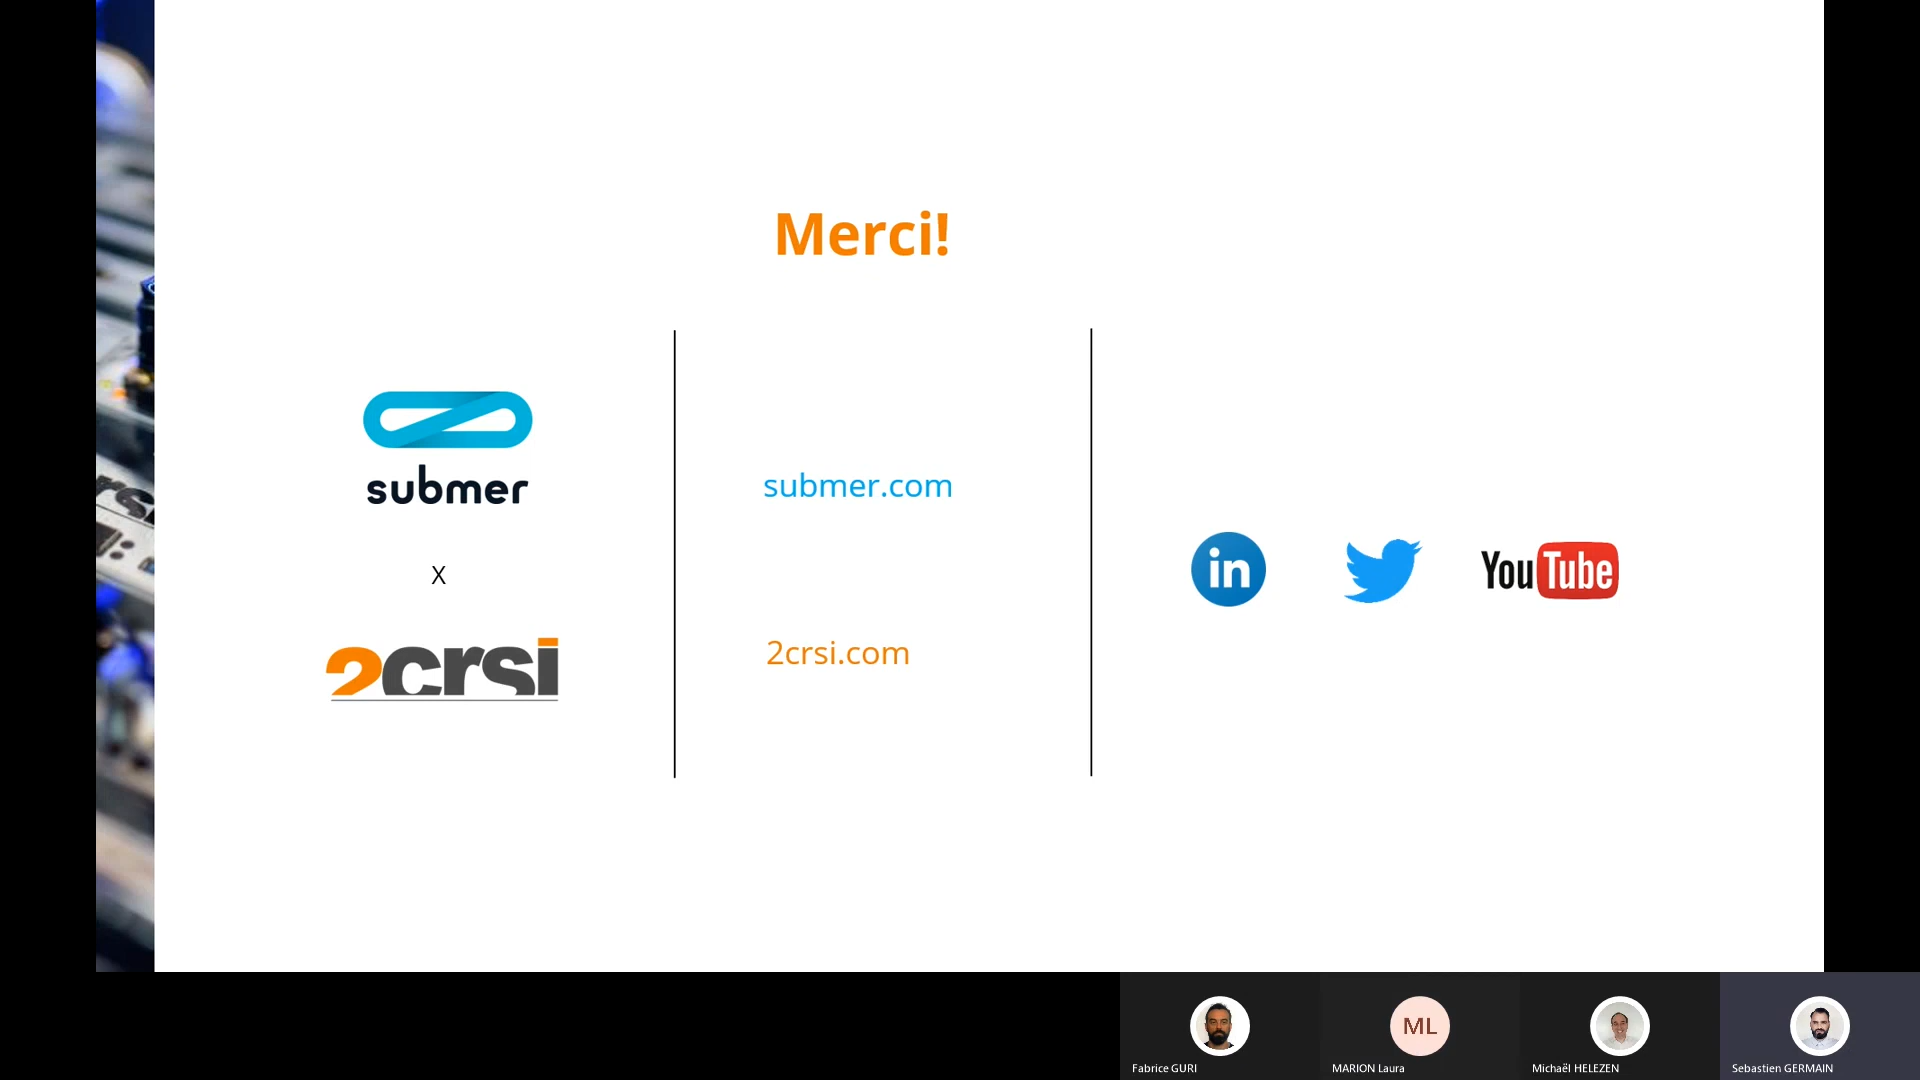 Merci!
submer
X
2crsi
submer.com
2crsi.com
in
YouTube
ML
Fabrice GURI
MARION Laura
Michaël HELEZEN
Sebastien GERMAIN